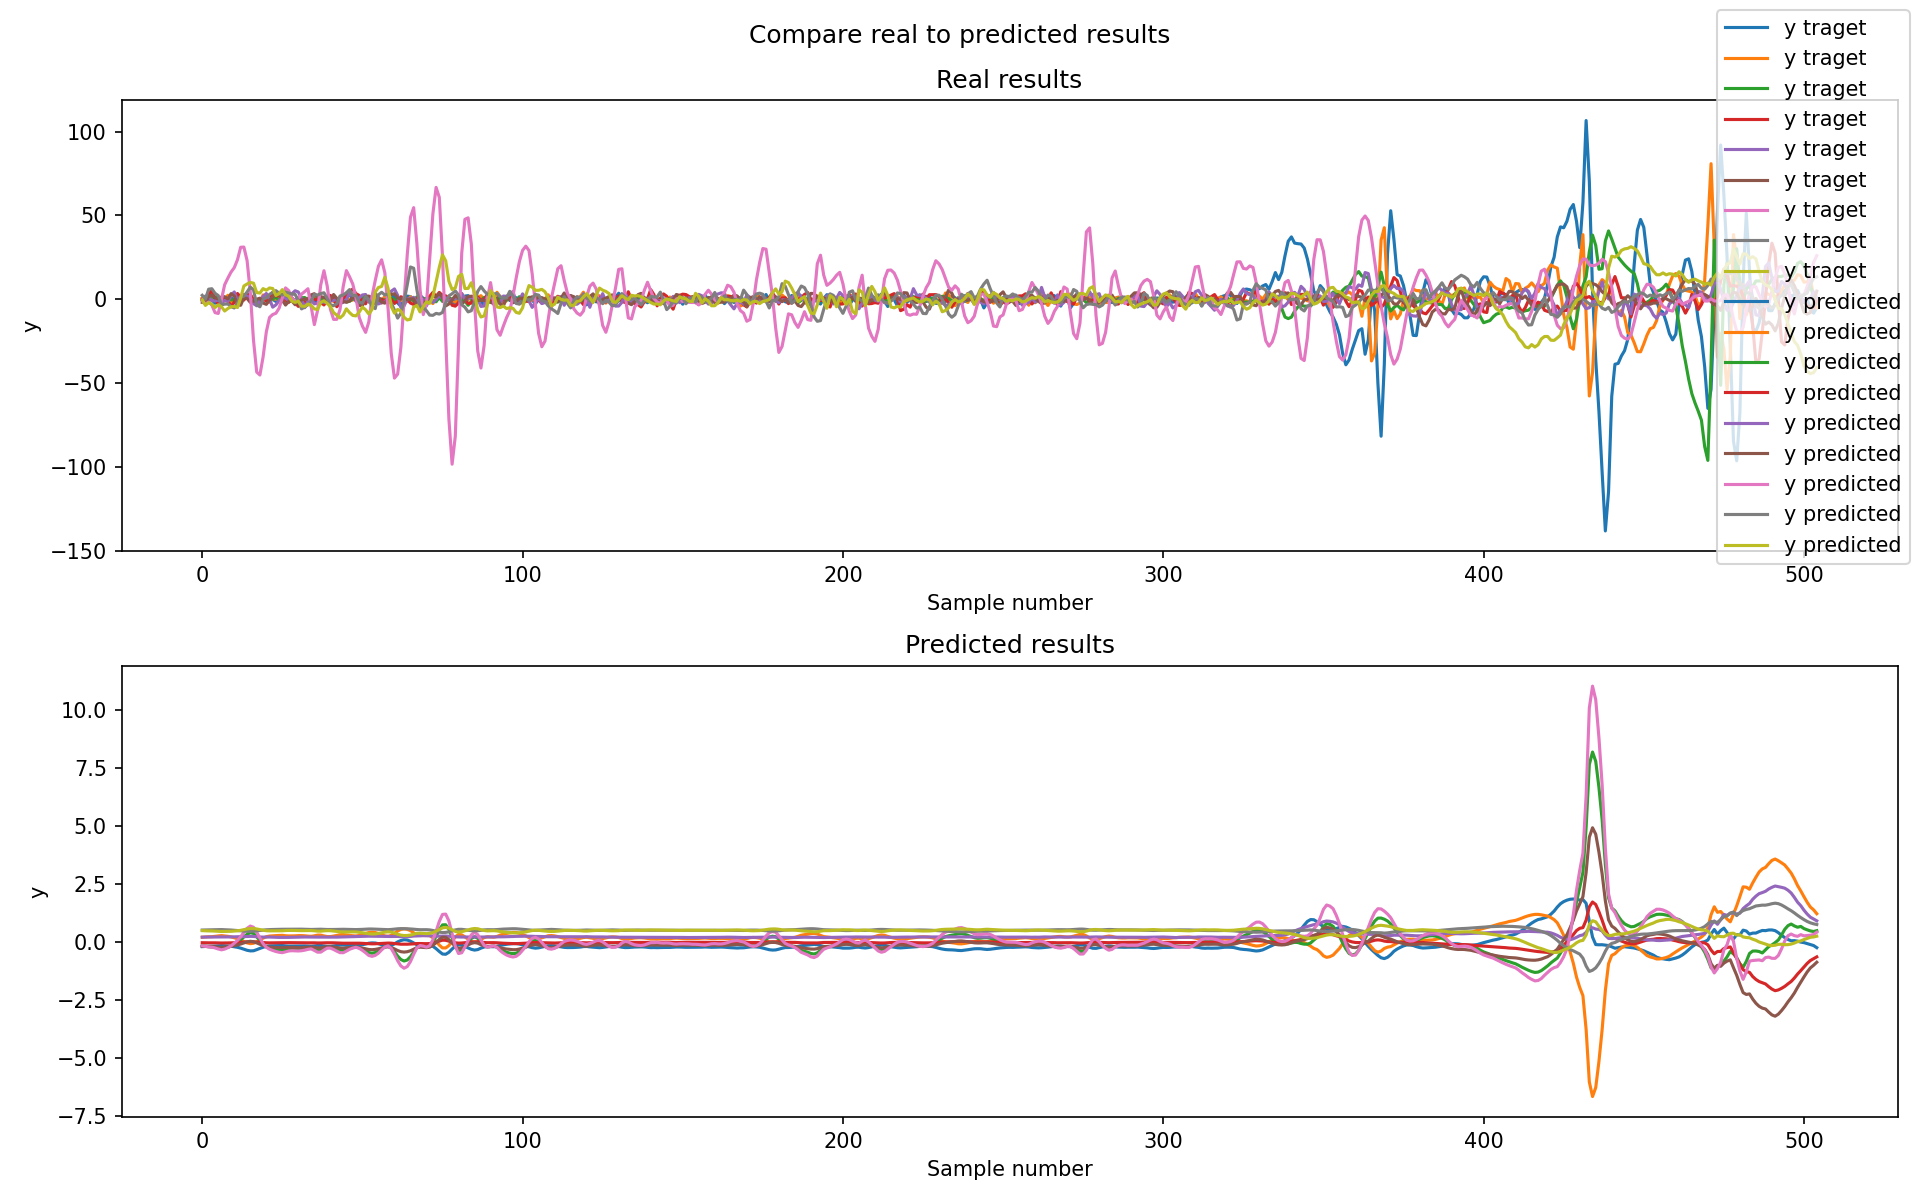 Compare real to predicted results
Real results
y traget
y traget
y traget
y traget
y traget
y traget
y traget
y traget
y traget
y predicted
y predicted
y predicted
y predicted
y predicted
y predicted
y predicted
y predicted
y predicted
100
50
0
−50
−100
−150
y
0 100 200 300 400 500
Sample number
Predicted results
10.0
7.5
5.0
2.5
0.0
−2.5
−5.0
−7.5
y
0 100 200 300 400 500
Sample number